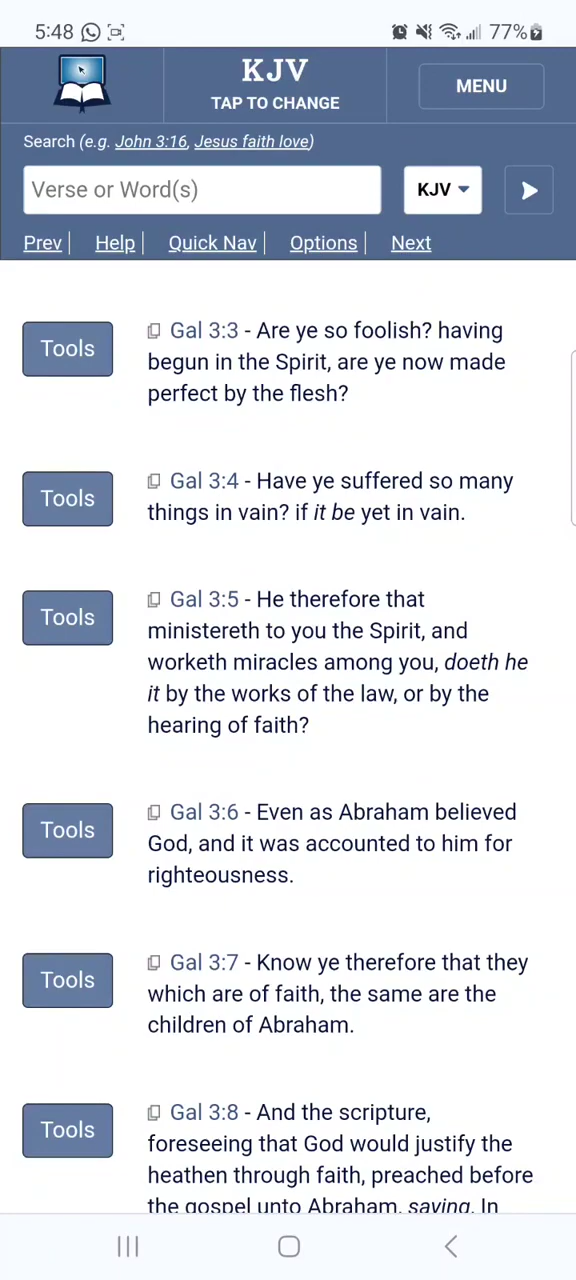 5:48 77%
KJV
TAP TO CHANGE
MENU
Search (e.g. John 3:16, Jesus faith love)
Verse or Word(s)
KJV
Prev| Help| Quick Nav| Options| Next
Tools
Gal 3:3 - Are ye so foolish? having
begun in the Spirit, are ye now made
perfect by the flesh?
Tools
Gal 3:4 - Have ye suffered so many
things in vain? if it be yet in vain.
Tools
Gal 3:5 - He therefore that
ministereth to you the Spirit, and
worketh miracles among you, doeth he
it by the works of the law, or by the
hearing of faith?
Tools
Gal 3:6 - Even as Abraham believed
God, and it was accounted to him for
righteousness.
Tools
Gal 3:7 - Know ye therefore that they
which are of faith, the same are the
children of Abraham.
Tools
Gal 3:8 - And the scripture,
foreseeing that God would justify the
heathen through faith, preached before
the gospel unto Abraham, saying, In